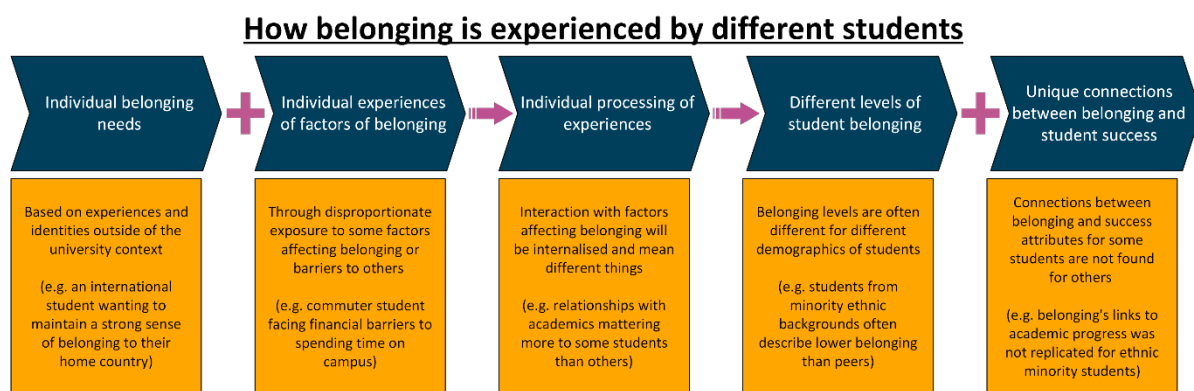 How belonging is experienced by different students
Individual belonging
needs
Individual experiences
of factors of belonging
Individual processing of
experiences
Different levels of
student belonging
Unique connections
between belonging and
student success
Based on experiences and
identities outside of the
university context
(e.g. an international
student wanting to
maintain a strong sense
of belonging to their
home country)
Through disproportionate
exposure to some factors
affecting belonging or
barriers to others
(e.g. commuter student
facing financial barriers to
spending time on
campus)
Interaction with factors
affecting belonging will
be internalised and mean
different things
(e.g. relationships with
academics mattering
more to some students
than others)
Belonging levels are often
different for different
demographics of students
(e.g. students from
minority ethnic
backgrounds often
describe lower belonging
than peers)
Connections between
belonging and success
attributes for some
students are not found
for others
(e.g. belonging's links to
academic progress was
not replicated for ethnic
minority students)